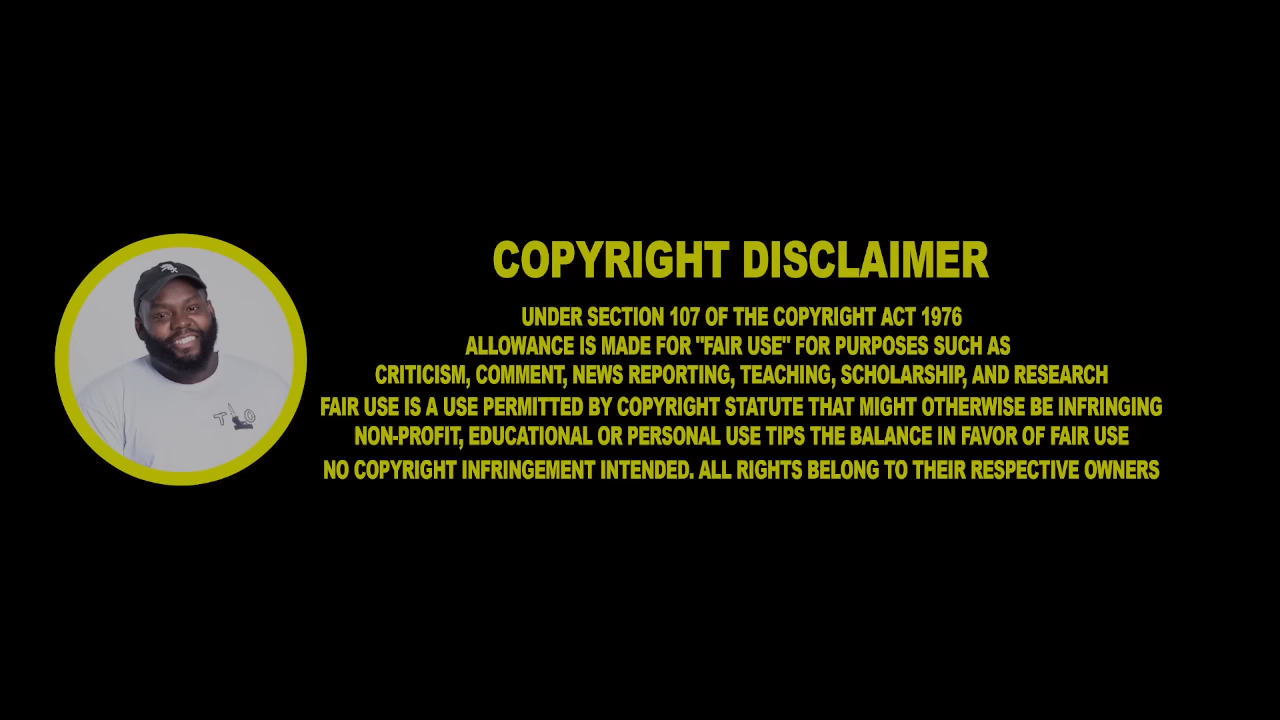 COPYRIGHT DISCLAIMER
UNDER SECTION 107 OF THE COPYRIGHT ACT 1976
ALLOWANCE IS MADE FOR "FAIR USE" FOR PURPOSES SUCH AS
CRITICISM, COMMENT, NEWS REPORTING, TEACHING, SCHOLARSHIP, AND RESEARCH
FAIR USE IS A USE PERMITTED BY COPYRIGHT STATUTE THAT MIGHT OTHERWISE BE INFRINGING
NON-PROFIT, EDUCATIONAL OR PERSONAL USE TIPS THE BALANCE IN FAVOR OF FAIR USE
NO COPYRIGHT INFRINGEMENT INTENDED. ALL RIGHTS BELONG TO THEIR RESPECTIVE OWNERS